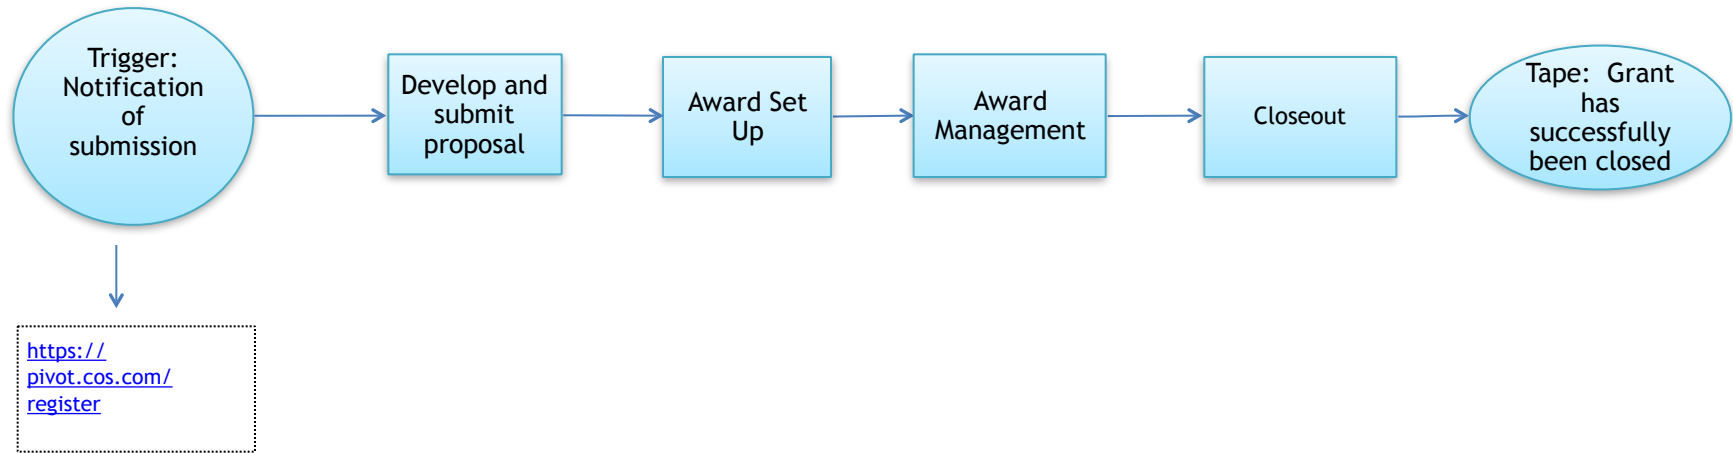 Trigger:
Notification
of
submission
Develop and
submit
proposal
Award Set
Up
Award
Management
Closeout
Tape:  Grant
has
successfully
been closed
https://
pivot.cos.com/
register